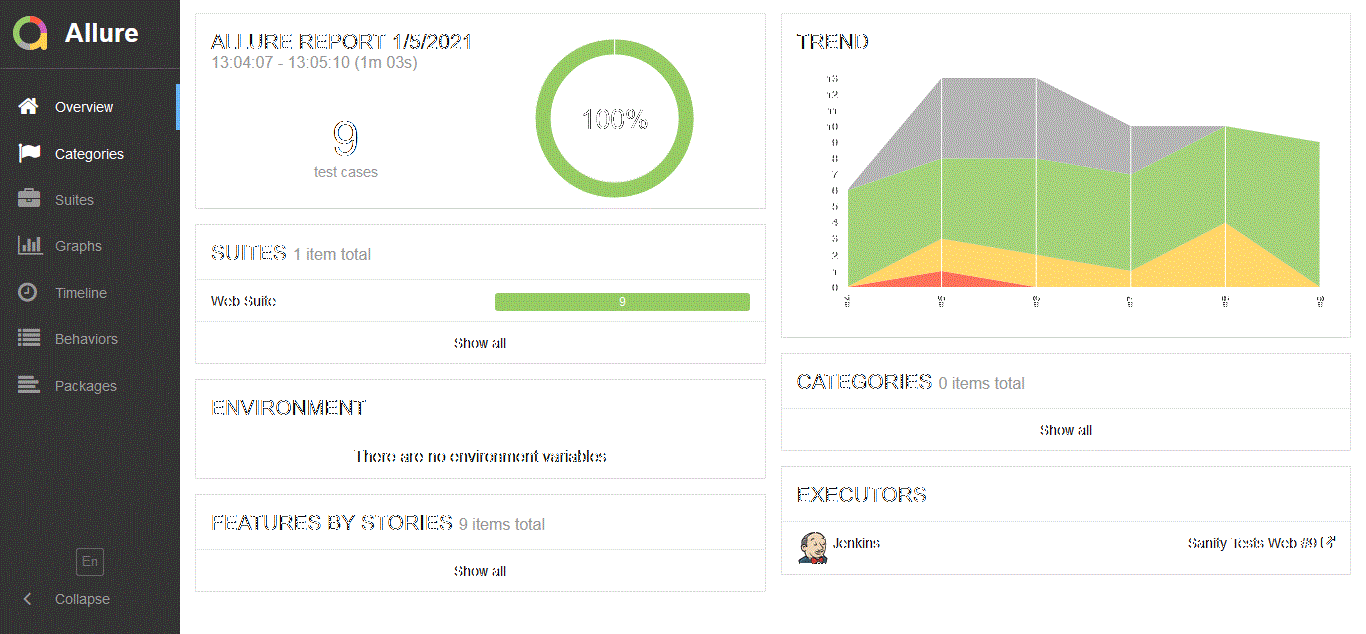 Allure
Overview
Categories
Suites
Graphs
Timeline
Behaviors
Packages
En
Collapse
ALLURE REPORT 1/5/2021
13:04:07 - 13:05:10 (1m 03s)
9
test cases
100%
SUITES 1 item total
Web Suite 9
Show all
ENVIRONMENT
There are no environment variables
FEATURES BY STORIES 9 items total
Show all
TREND
13
12
11
10
9
8
7
6
5
4
3
2
1
0
CATEGORIES 0 items total
Show all
EXECUTORS
Jenkins Sanity Tests Web #9